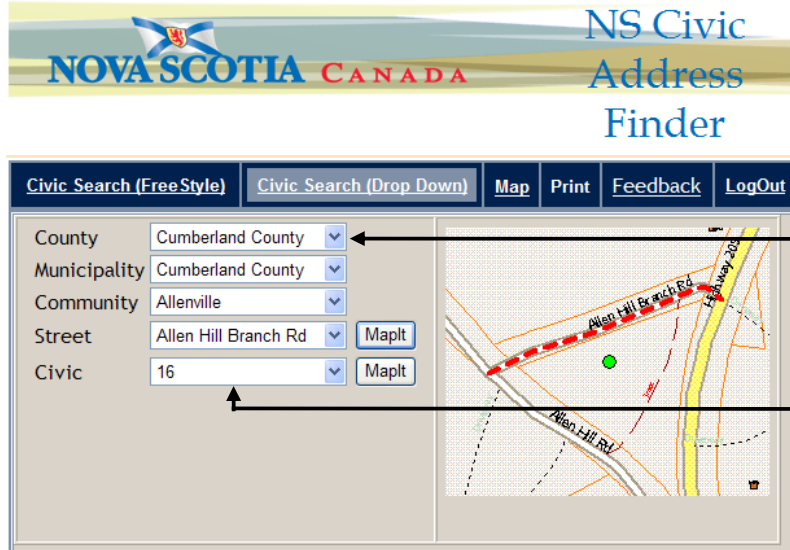 NOVA SCOTIA CANADA
NS Civic
Address
Finder
Civic Search (FreeStyle) Civic Search (Drop Down) Map Print Feedback LogOut
County Cumberland County
Municipality Cumberland County
Community Allenville
Street Allen Hill Branch Rd MapIt
Civic 16 MapIt
Highway 209
Allen Hill Branch Rd
Allen Hill Rd